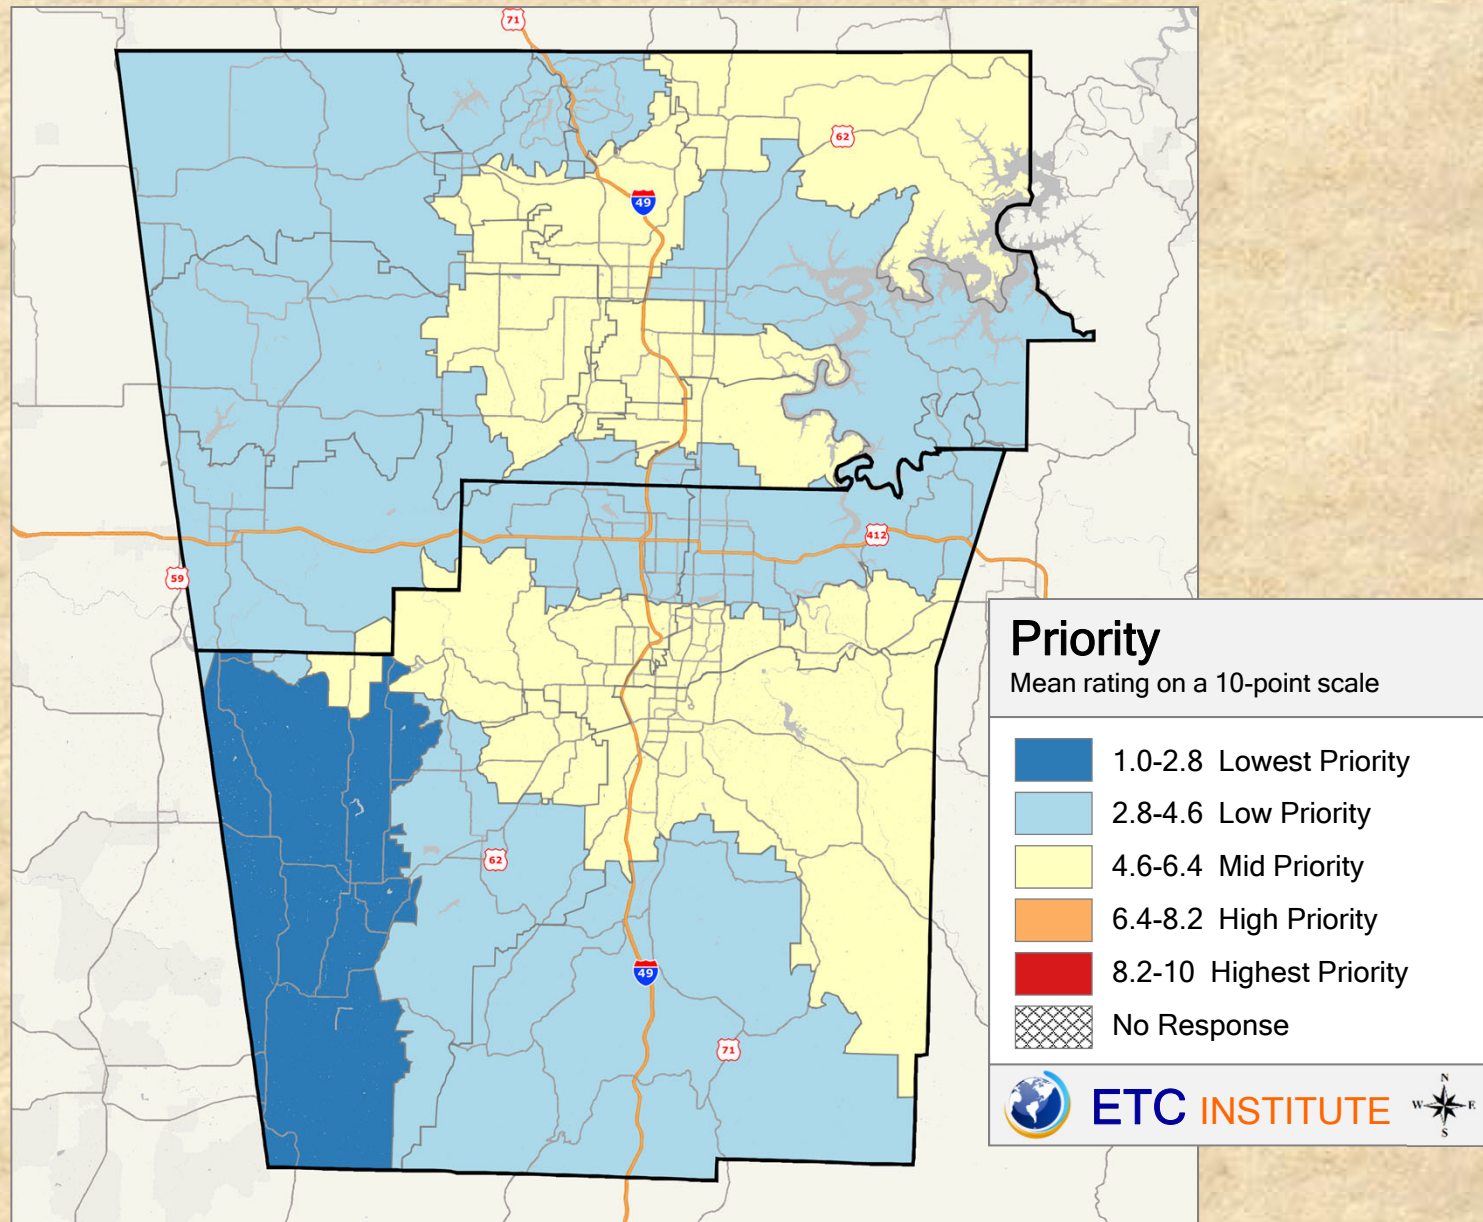 71
62
49
412
59
62
49
71
Priority
Mean rating on a 10-point scale
1.0-2.8 Lowest Priority
2.8-4.6 Low Priority
4.6-6.4 Mid Priority
6.4-8.2 High Priority
8.2-10 Highest Priority
No Response
ETC INSTITUTE
N
W E
S